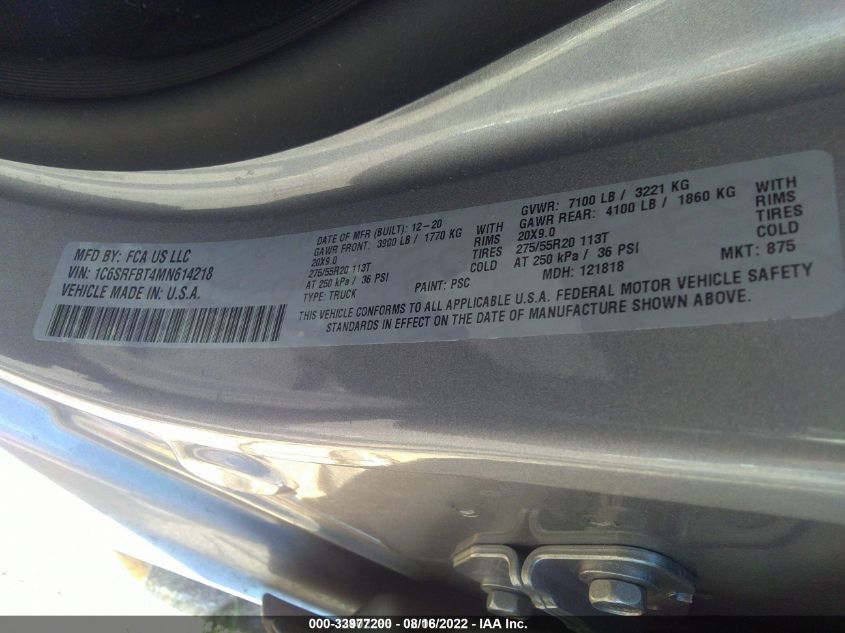 MFD BY: FCA US LLC
VIN: 1C6SRFBT4MN614218
VEHICLE MADE IN: U.S.A.
DATE OF MFR (BUILT): 12-20
GAWR FRONT: 3900 LB / 1770 KG WITH
20X9.0 RIMS
275/55R20 113T TIRES
AT 250 kPa / 36 PSI COLD
TYPE: TRUCK PAINT: PSC
GVWR: 7100 LB / 3221 KG
GAWR REAR: 4100 LB / 1860 KG WITH
20X9.0 RIMS
275/55R20 113T TIRES
AT 250 kPa / 36 PSI COLD
MDH: 121818 MKT: 875
THIS VEHICLE CONFORMS TO ALL APPLICABLE U.S.A. FEDERAL MOTOR VEHICLE SAFETY
STANDARDS IN EFFECT ON THE DATE OF MANUFACTURE SHOWN ABOVE.
000-33977200 - 08/16/2022 - IAA Inc.